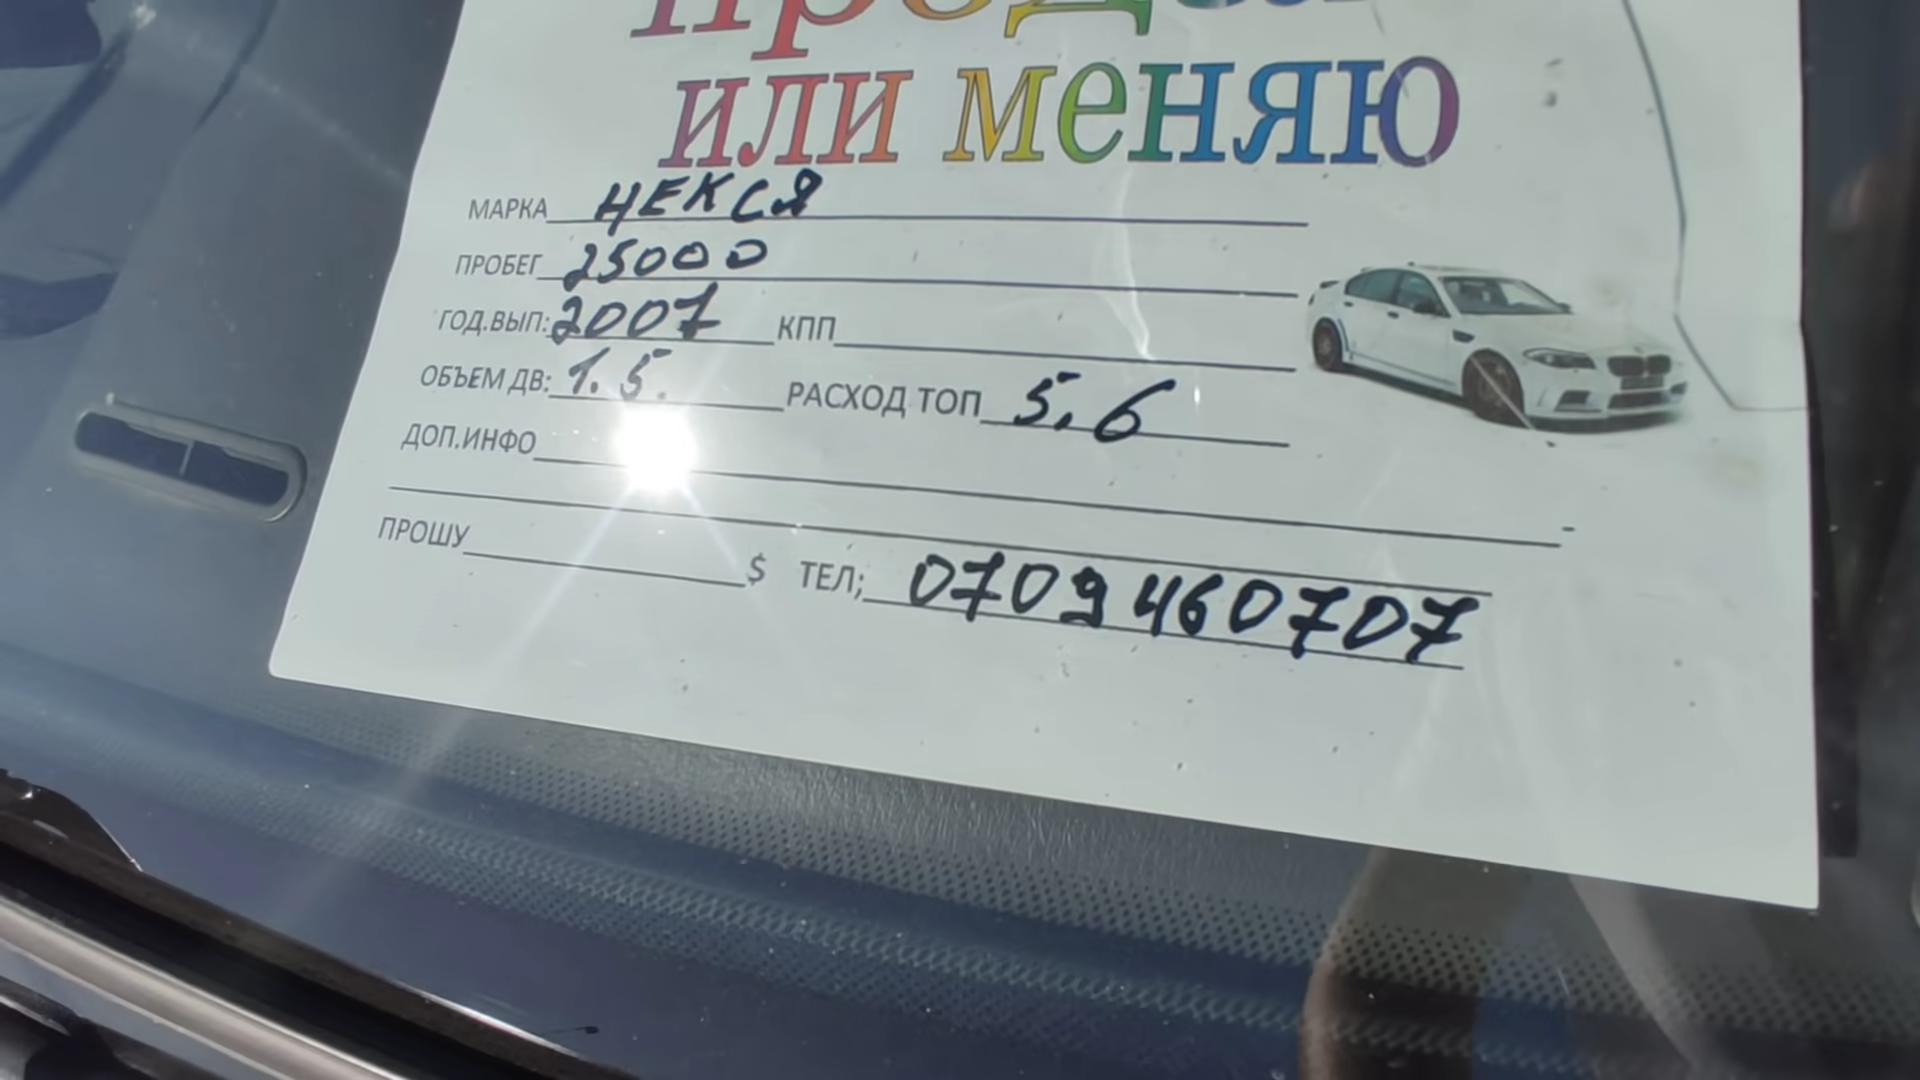 Продам
или меняю
МАРКА НЕКСЯ
ПРОБЕГ 25000
ГОД.ВЫП: 2007 КПП
ОБЪЕМ ДВ: 1.5. РАСХОД ТОП 5,6
ДОП.ИНФО
ПРОШУ $ ТЕЛ; 0709460707